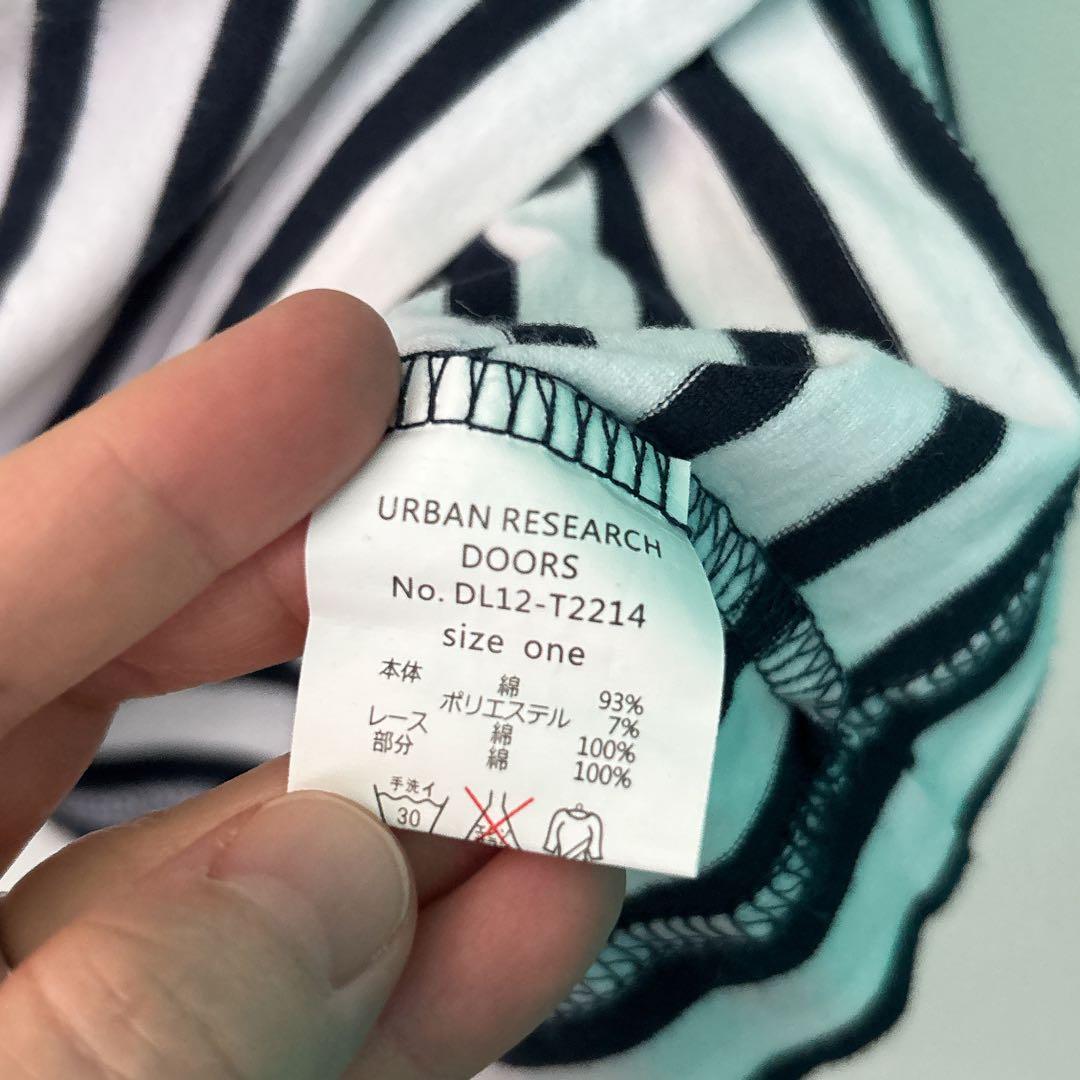 URBAN RESEARCH
DOORS
No. DL12-T2214
size one
本体 綿 93%
ポリエステル 7%
レース 綿 100%
部分 綿 100%
手洗イ
30